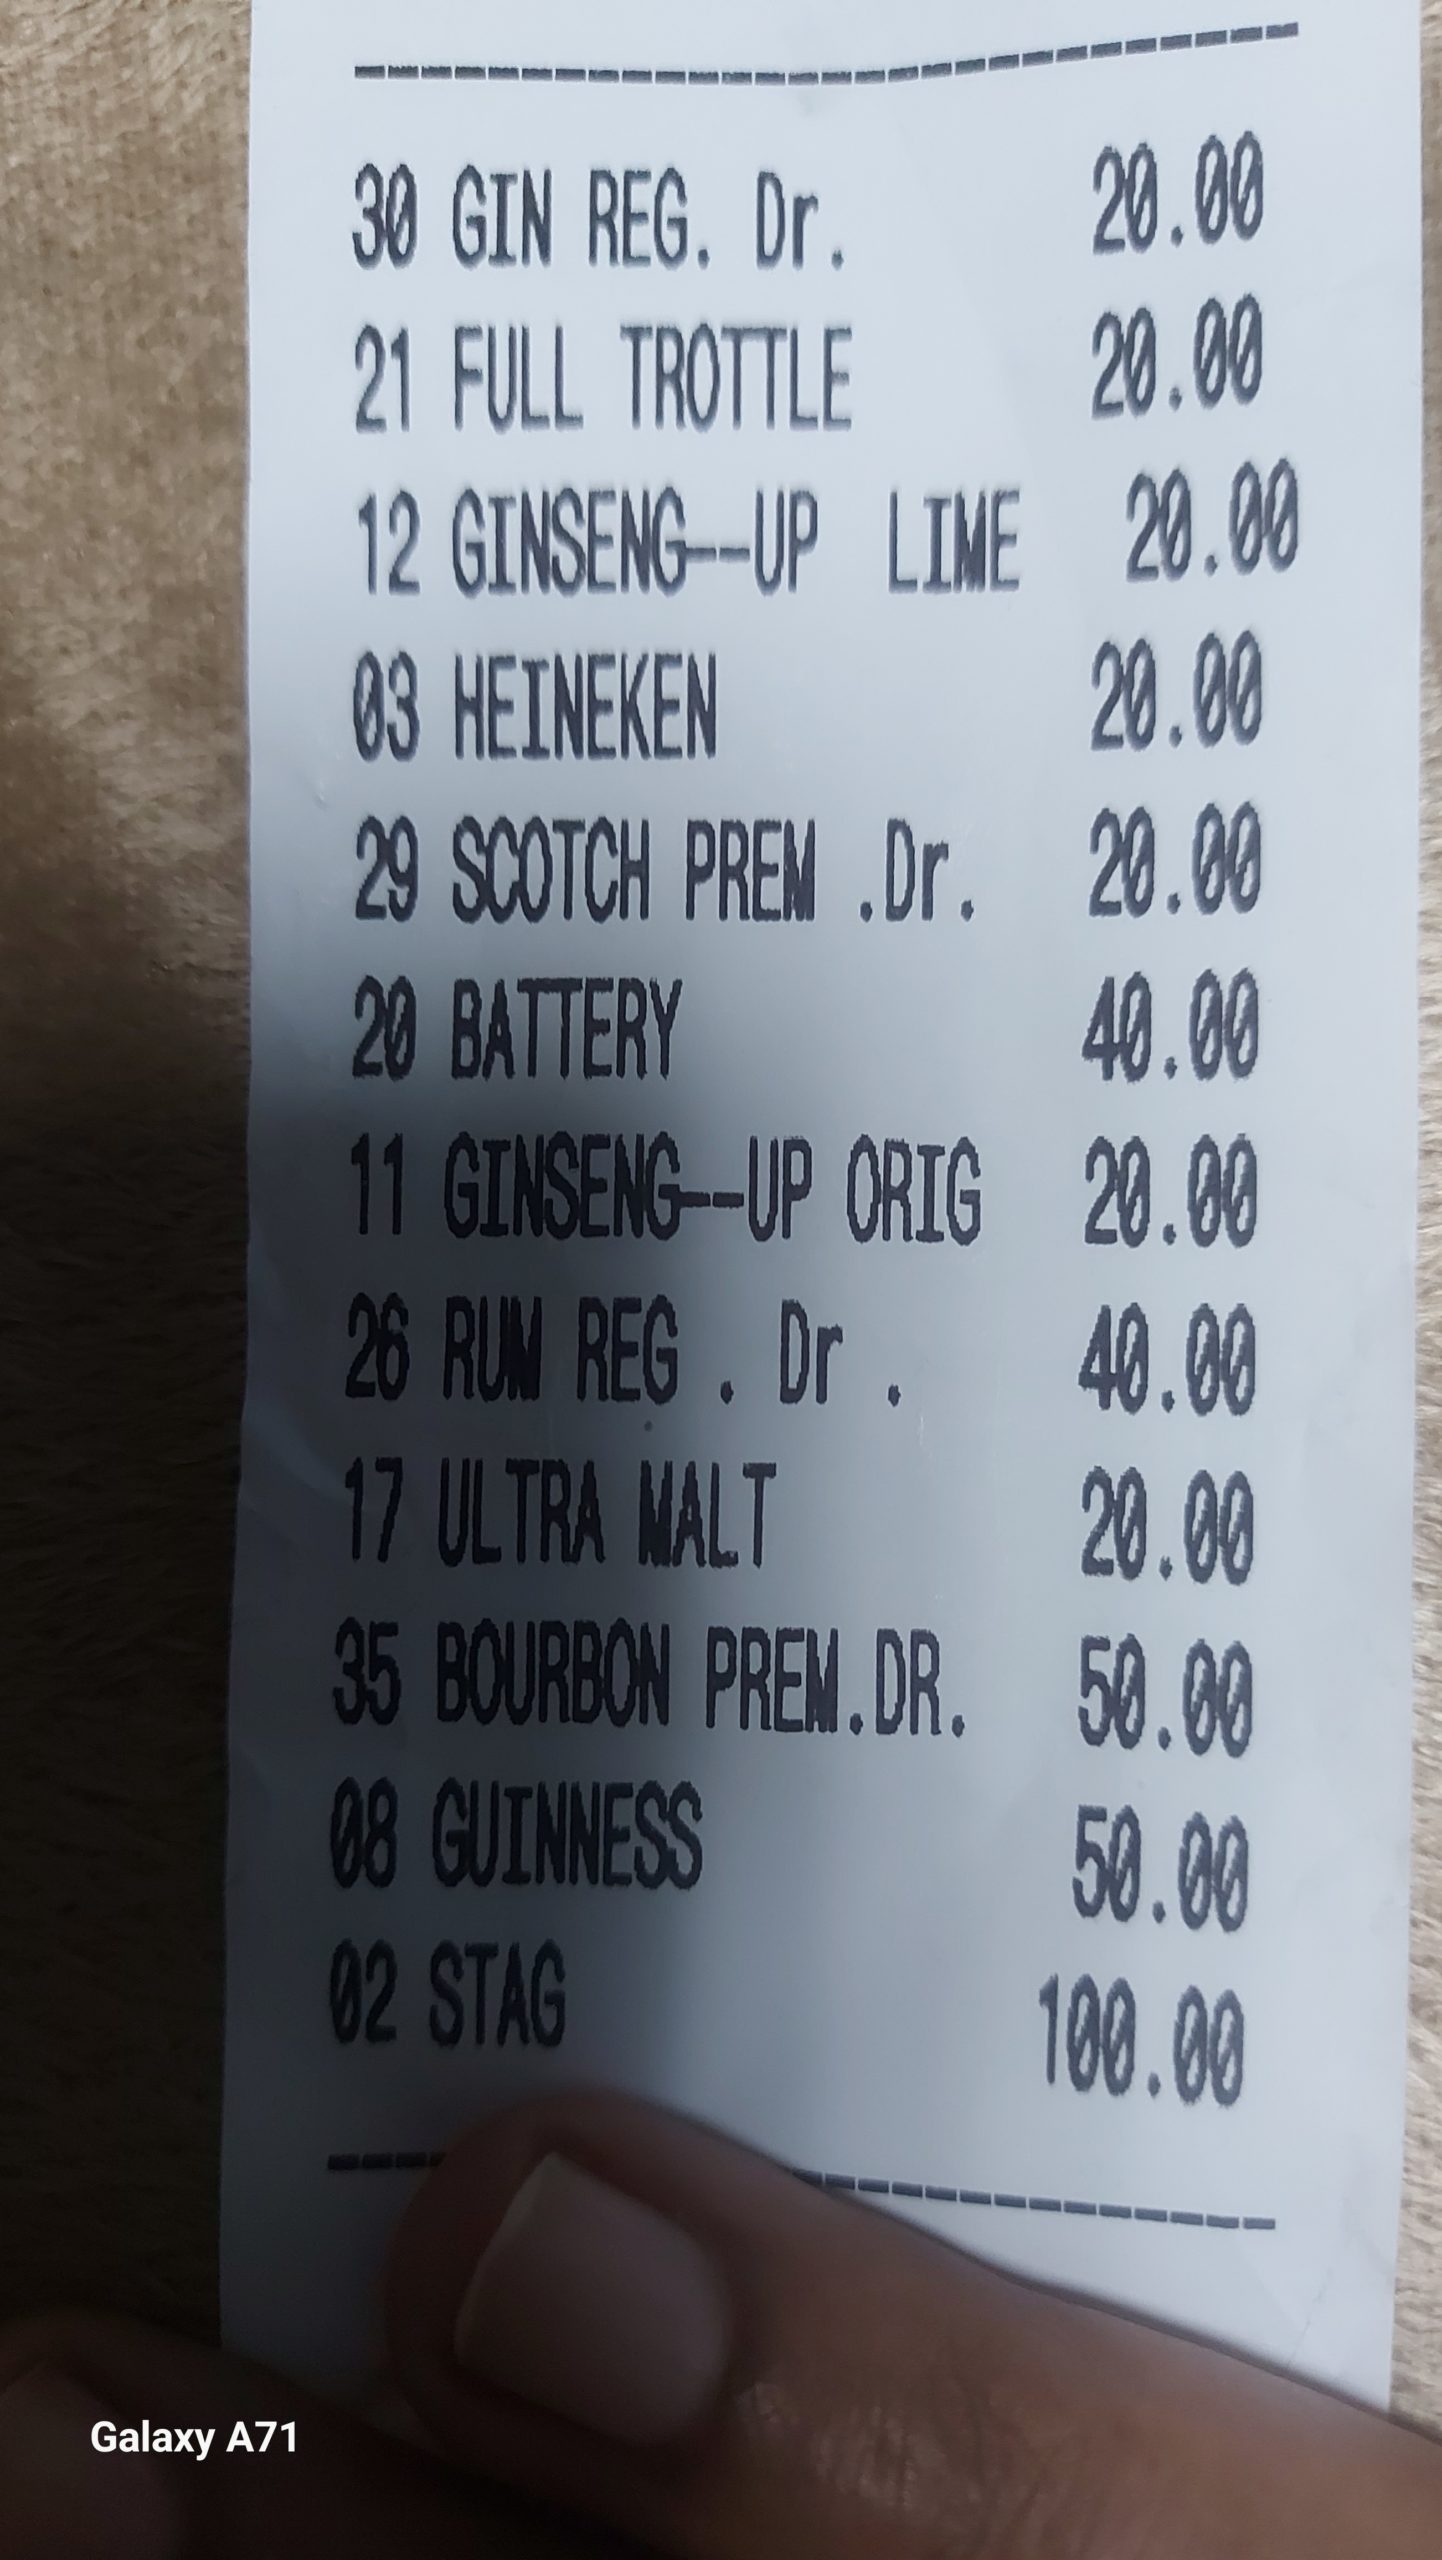 30 GIN REG. Dr. 20.00
21 FULL TROTTLE 20.00
12 GINSENG--UP LIME 20.00
03 HEINEKEN 20.00
29 SCOTCH PREM .Dr. 20.00
20 BATTERY 40.00
11 GINSENG--UP ORIG 20.00
26 RUM REG . Dr . 40.00
17 ULTRA MALT 20.00
35 BOURBON PREM.DR. 50.00
08 GUINNESS 50.00
02 STAG 100.00
Galaxy A71